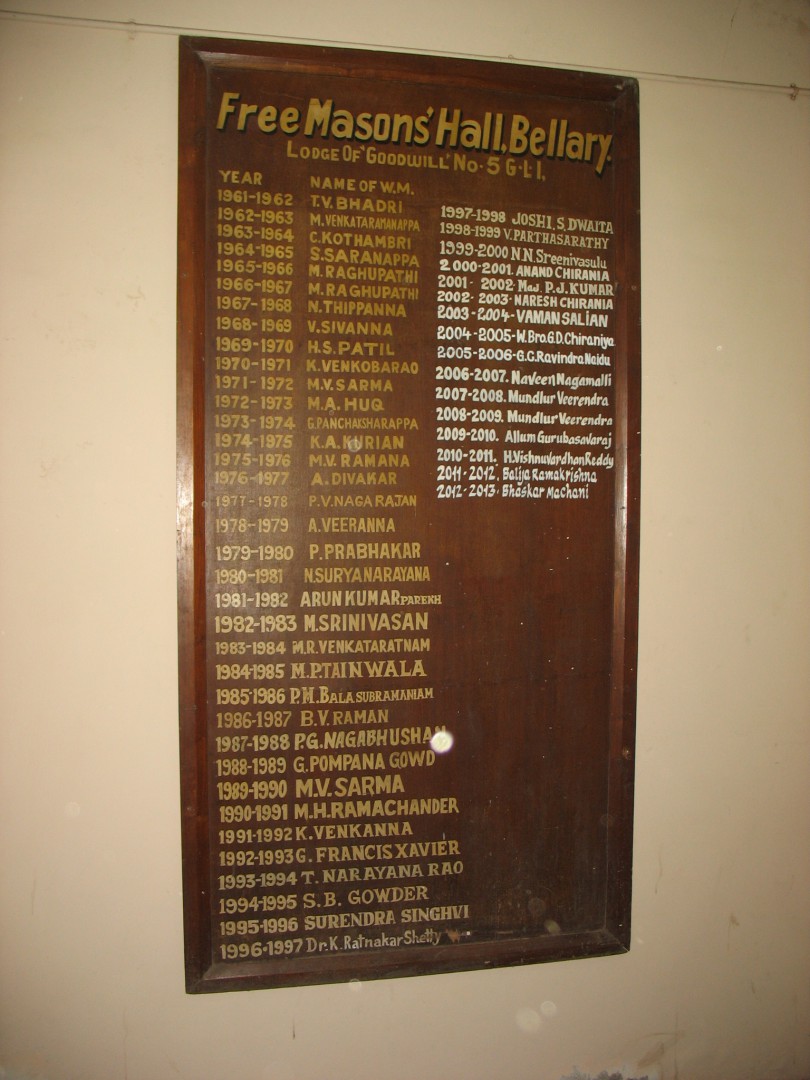 Free Masons' Hall, Bellary.
LODGE OF 'GOODWILL' NO. 5 G.L.I,
YEAR NAME OF W.M.
1961-1962 T.V. BHADRI
1962-1963 M. VENKATARAMANAPPA
1963-1964 C. KOTHAMBRI
1964-1965 S. SARANAPPA
1965-1966 M. RAGHUPATHI
1966-1967 M. RAGHUPATHI
1967-1968 N. THIPPANNA
1968-1969 V. SIVANNA
1969-1970 H.S. PATIL
1970-1971 K. VENKOBARAO
1971-1972 M.V. SARMA
1972-1973 M.A. HUQ
1973-1974 G. PANCHAKSHARAPPA
1974-1975 K.A. KURIAN
1975-1976 M.V. RAMANA
1976-1977 A. DIVAKAR
1977-1978 P.V. NAGARAJAN
1978-1979 A. VEERANNA
1979-1980 P. PRABHAKAR
1980-1981 N. SURYANARAYANA
1981-1982 ARUN KUMAR PAREKH
1982-1983 M. SRINIVASAN
1983-1984 M.R. VENKATARATNAM
1984-1985 M.P. TAINWALA
1985-1986 P.M. BALASUBRAMANIAM
1986-1987 B.V. RAMAN
1987-1988 P.G. NAGABHUSHAN
1988-1989 G. POMPANA GOWD
1989-1990 M.V. SARMA
1990-1991 M.H. RAMACHANDER
1991-1992 K. VENKANNA
1992-1993 G. FRANCIS XAVIER
1993-1994 T. NARAYANA RAO
1994-1995 S.B. GOWDER
1995-1996 SURENDRA SINGHVI
1996-1997 Dr. K. Ratnakar Shetty
1997-1998 JOSHI. S. DWAITA
1998-1999 V. PARTHASARATHY
1999-2000 N.N. Sreenivasulu
2000-2001. ANAND CHIRANIA
2001-2002 Maj. P.J. KUMAR
2002-2003-NARESH CHIRANIA
2003-2004-VAMAN SALIAN
2004-2005-W.Bro.G.D.Chiraniya
2005-2006-G.C.Ravindra Naidu
2006-2007. Naveen Nagamalli
2007-2008. Mundlur Veerendra
2008-2009. Mundlur Veerendra
2009-2010. Allum Gurubasavaraj
2010-2011. H.Vishnuvardhan Reddy
2011-2012. Balja Ramakrishna
2012-2013. Bhaskar Machani